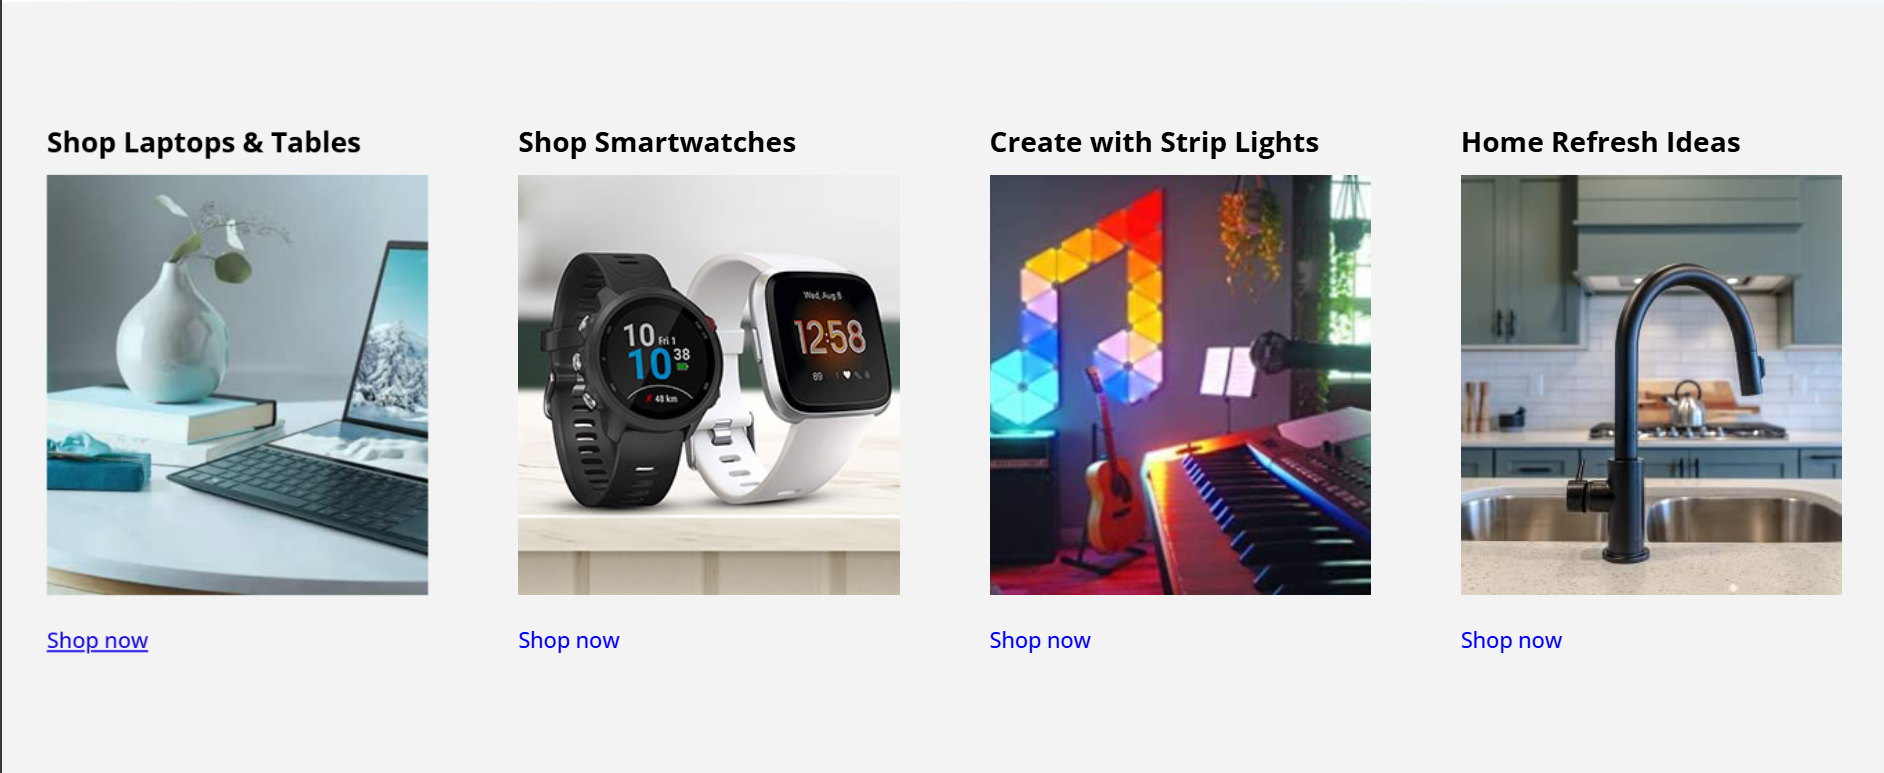 Shop Laptops & Tables
Shop Smartwatches
Create with Strip Lights
Home Refresh Ideas
10 Fri 1
10 38
48 km
Wed, Aug 8
12:58
89
Shop now
Shop now
Shop now
Shop now